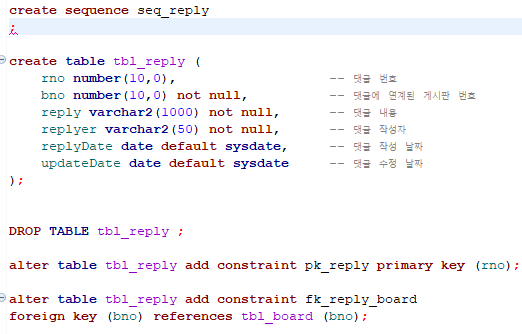 create sequence seq_reply
;
create table tbl_reply (
rno number(10,0), -- 댓글 번호
bno number(10,0) not null, -- 댓글에 연계된 게시판 번호
reply varchar2(1000) not null, -- 댓글 내용
replyer varchar2(50) not null, -- 댓글 작성자
replyDate date default sysdate, -- 댓글 작성 날짜
updateDate date default sysdate -- 댓글 수정 날짜
);
DROP TABLE tbl_reply ;
alter table tbl_reply add constraint pk_reply primary key (rno);
alter table tbl_reply add constraint fk_reply_board
foreign key (bno) references tbl_board (bno);